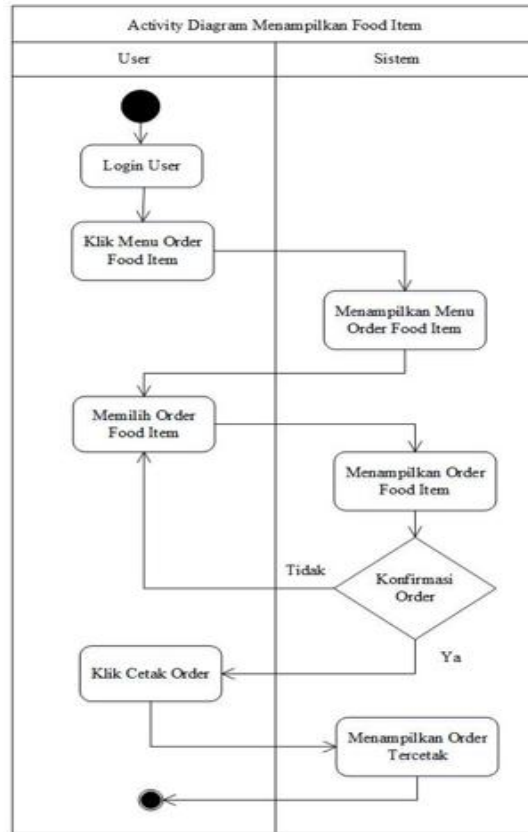 Activity Diagram Menampilkan Food Item
User
Sistem
Login User
Klik Menu Order
Food Item
Menampilkan Menu
Order Food Item
Memilih Order
Food Item
Menampilkan Order
Food Item
Tidak
Konfirmasi
Order
Ya
Klik Cetak Order
Menampilkan Order
Tercetak